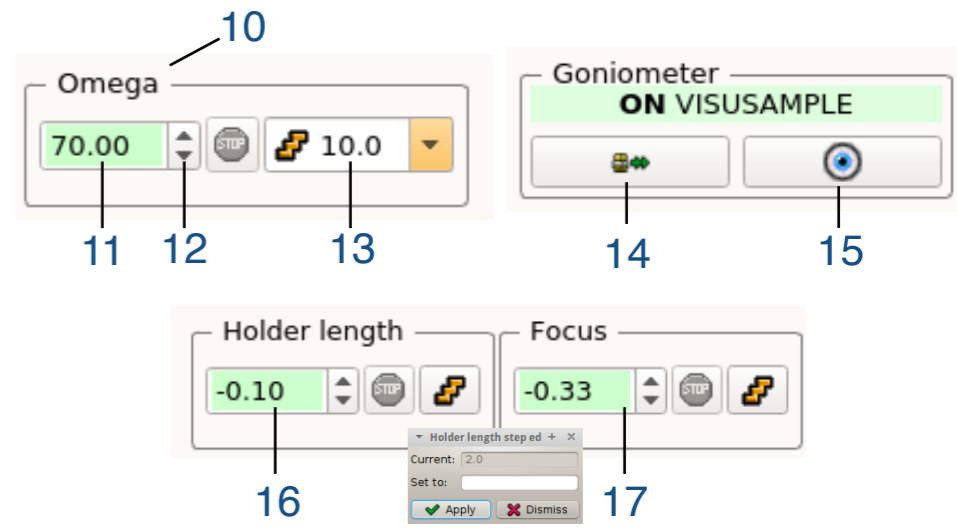 10
Omega
70.00 STOP 10.0
11 12 13
Goniometer
ON VISUSAMPLE
14 15
Holder length
-0.10 STOP
Focus
-0.33 STOP
Holder length step ed + ×
Current: 2.0
Set to:
Apply Dismiss
16 17